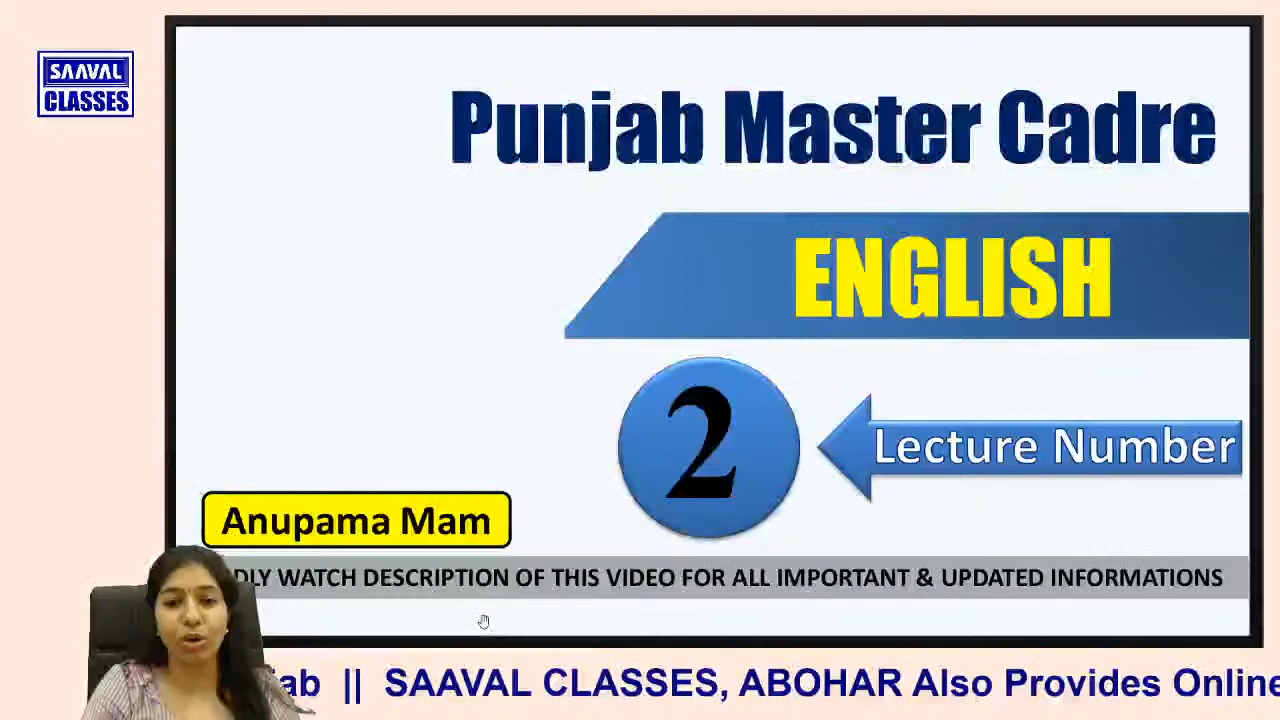 SAAVAL
CLASSES
Punjab Master Cadre
ENGLISH
2
Lecture Number
Anupama Mam
WATCH DESCRIPTION OF THIS VIDEO FOR ALL IMPORTANT & UPDATED INFORMATIONS
|| SAAVAL CLASSES, ABOHAR Also Provides Online